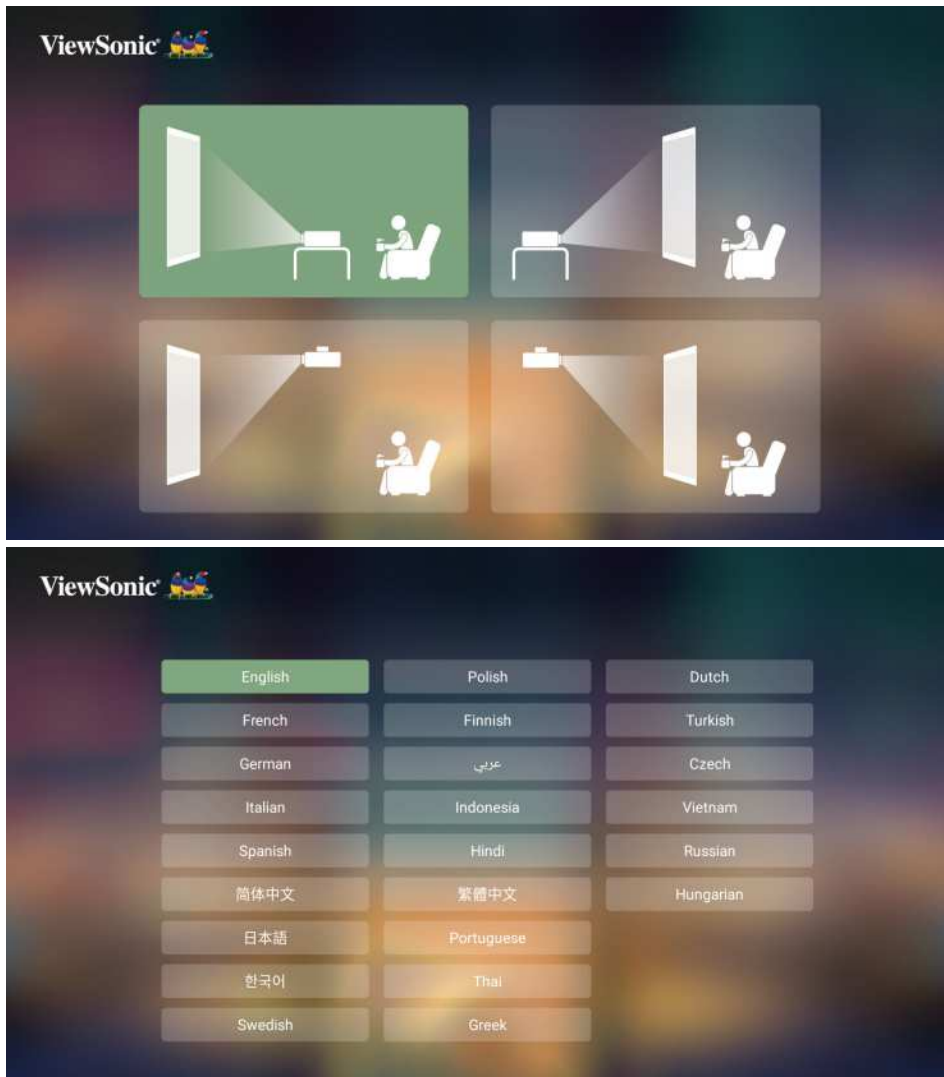 ViewSonic®
ViewSonic®
English Polish Dutch
French Finnish Turkish
German عربي Czech
Italian Indonesia Vietnam
Spanish Hindi Russian
简体中文 繁體中文 Hungarian
日本語 Portuguese
한국어 Thai
Swedish Greek